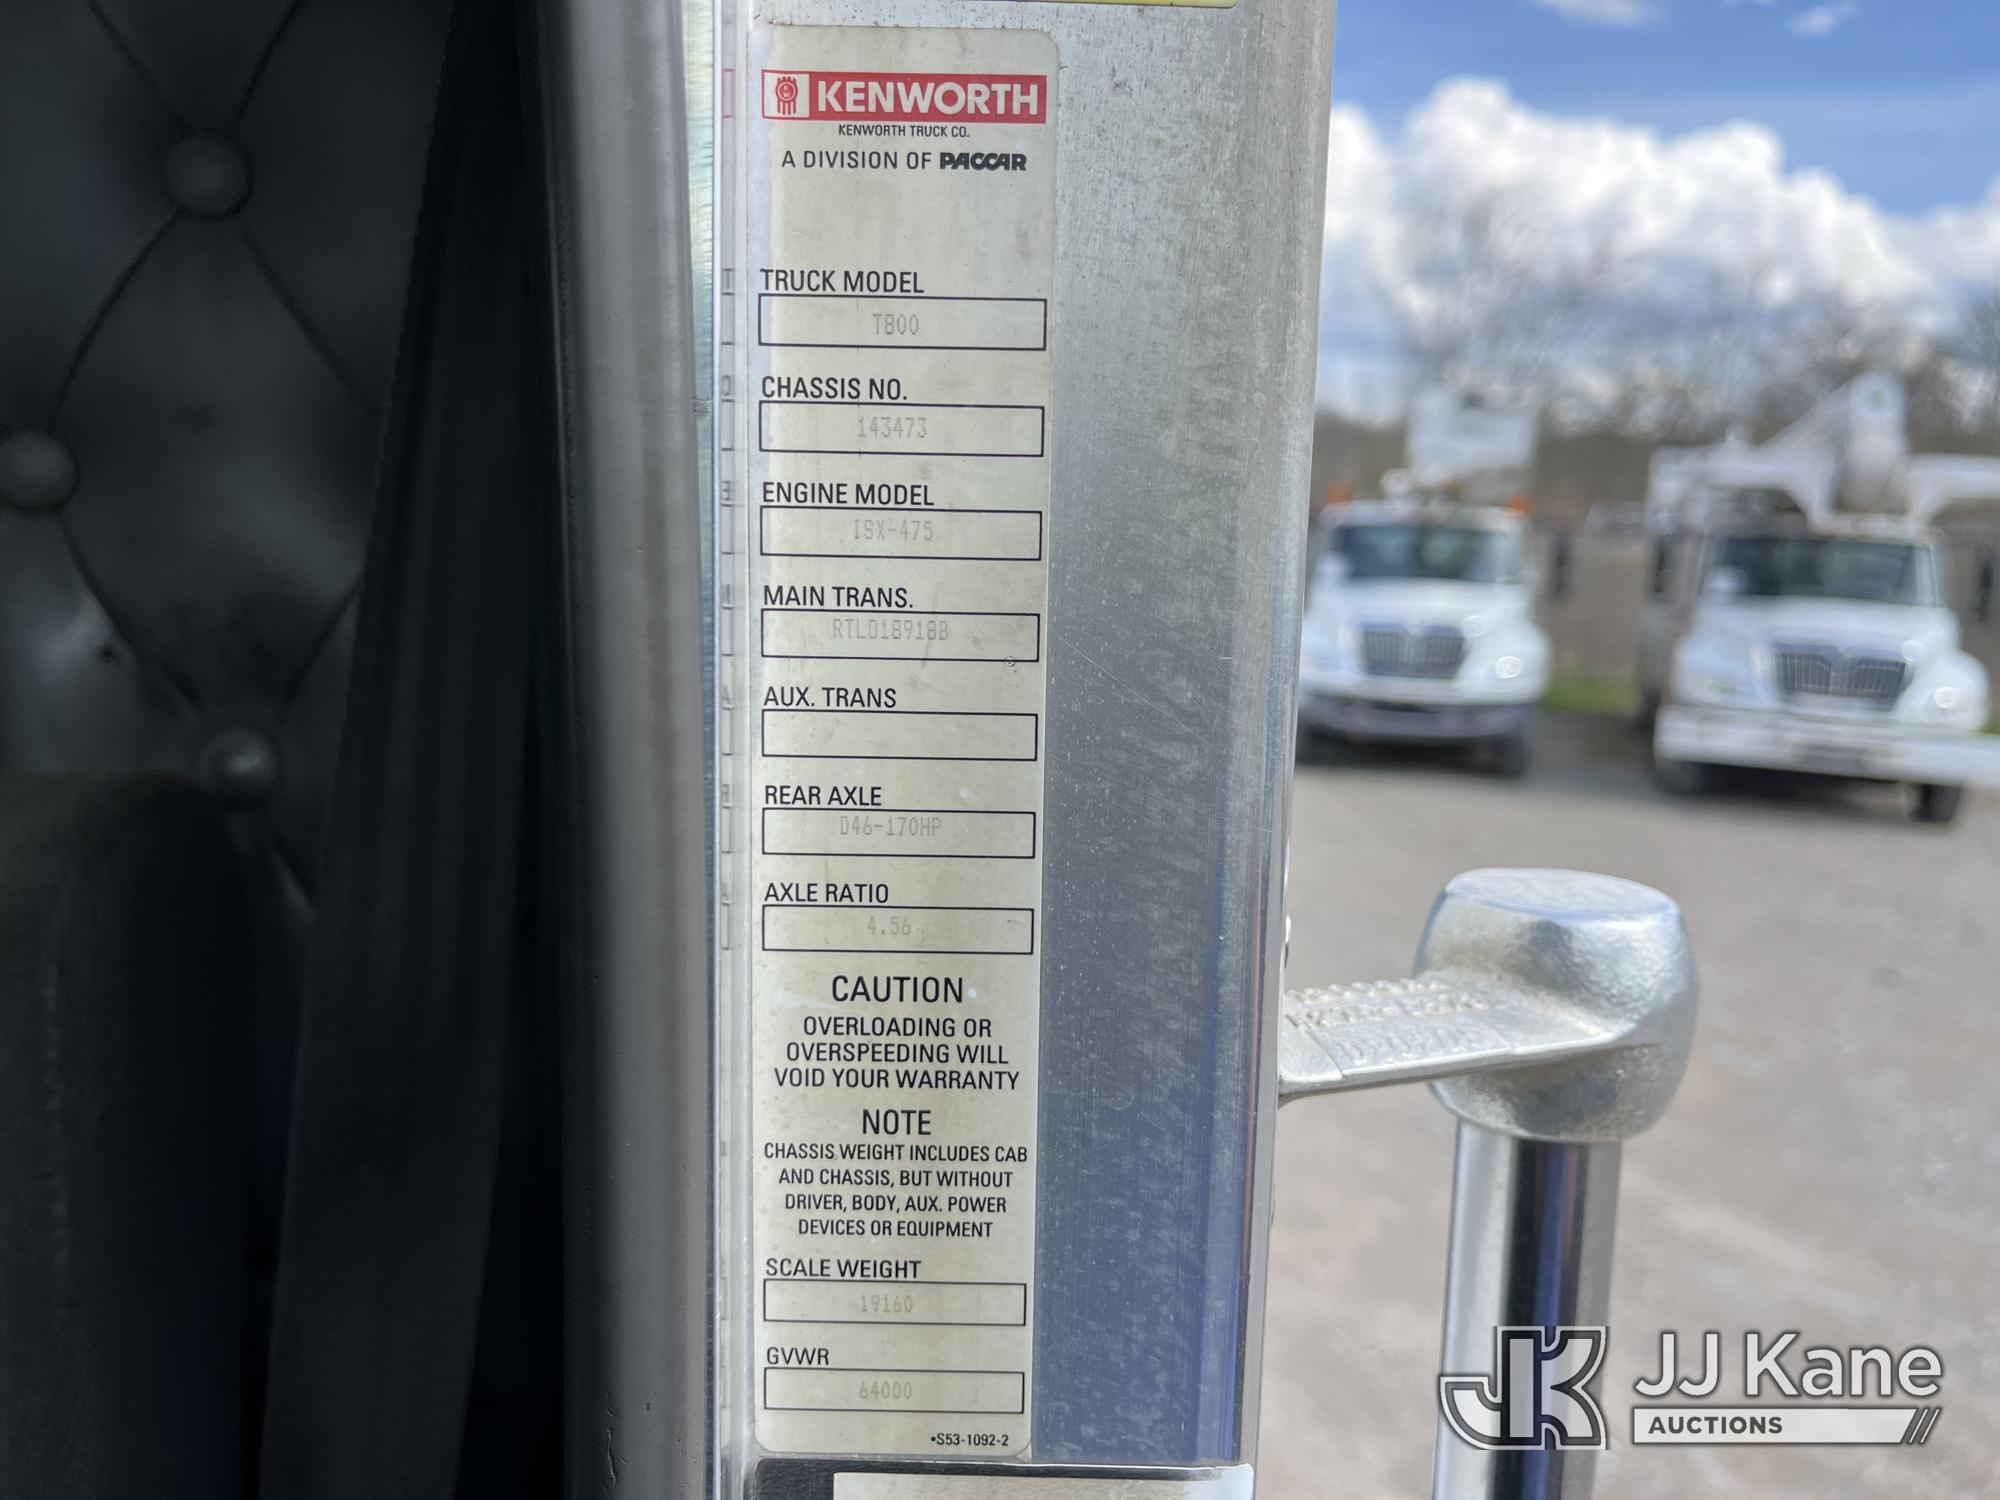 KENWORTH
KENWORTH TRUCK CO.
A DIVISION OF PACCAR
TRUCK MODEL
T800
CHASSIS NO.
143473
ENGINE MODEL
ISX-475
MAIN TRANS.
RTLO18918B
AUX. TRANS
REAR AXLE
D46-170HP
AXLE RATIO
4.56
CAUTION
OVERLOADING OR
OVERSPEEDING WILL
VOID YOUR WARRANTY
NOTE
CHASSIS WEIGHT INCLUDES CAB
AND CHASSIS, BUT WITHOUT
DRIVER, BODY, AUX. POWER
DEVICES OR EQUIPMENT
SCALE WEIGHT
19160
GVWR
64000
•S53-1092-2
JJ Kane
AUCTIONS